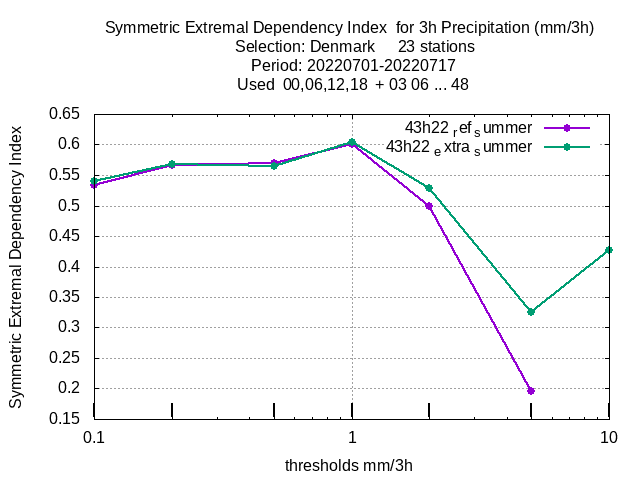 Symmetric Extremal Dependency Index  for 3h Precipitation (mm/3h)
Selection: Denmark     23 stations
Period: 20220701-20220717
Used  00,06,12,18  + 03 06 ... 48
Symmetric Extremal Dependency Index
0.65
0.6
0.55
0.5
0.45
0.4
0.35
0.3
0.25
0.2
0.15
43h22 ref summer
43h22 extra summer
0.1 1 10
thresholds mm/3h